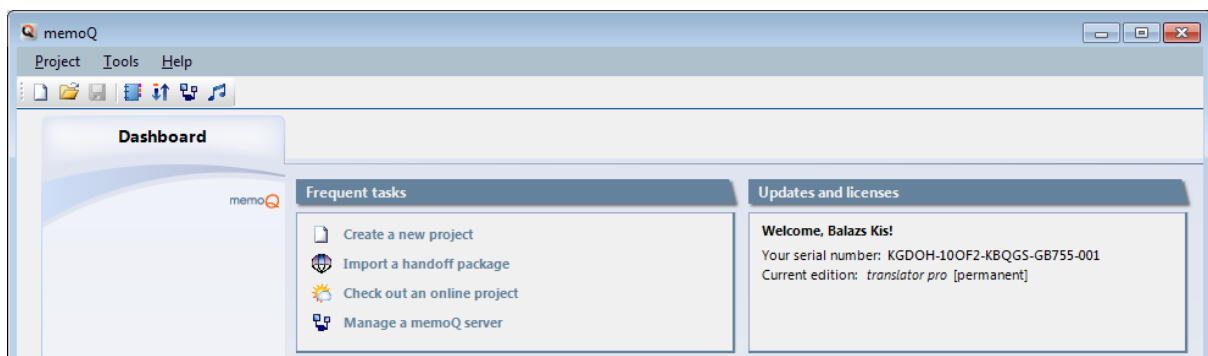 memoQ
Project Tools Help
Dashboard
memoQ
Frequent tasks
Create a new project
Import a handoff package
Check out an online project
Manage a memoQ server
Updates and licenses
Welcome, Balazs Kis!
Your serial number: KGDOH-10OF2-KBQGS-GB755-001
Current edition: translator pro [permanent]